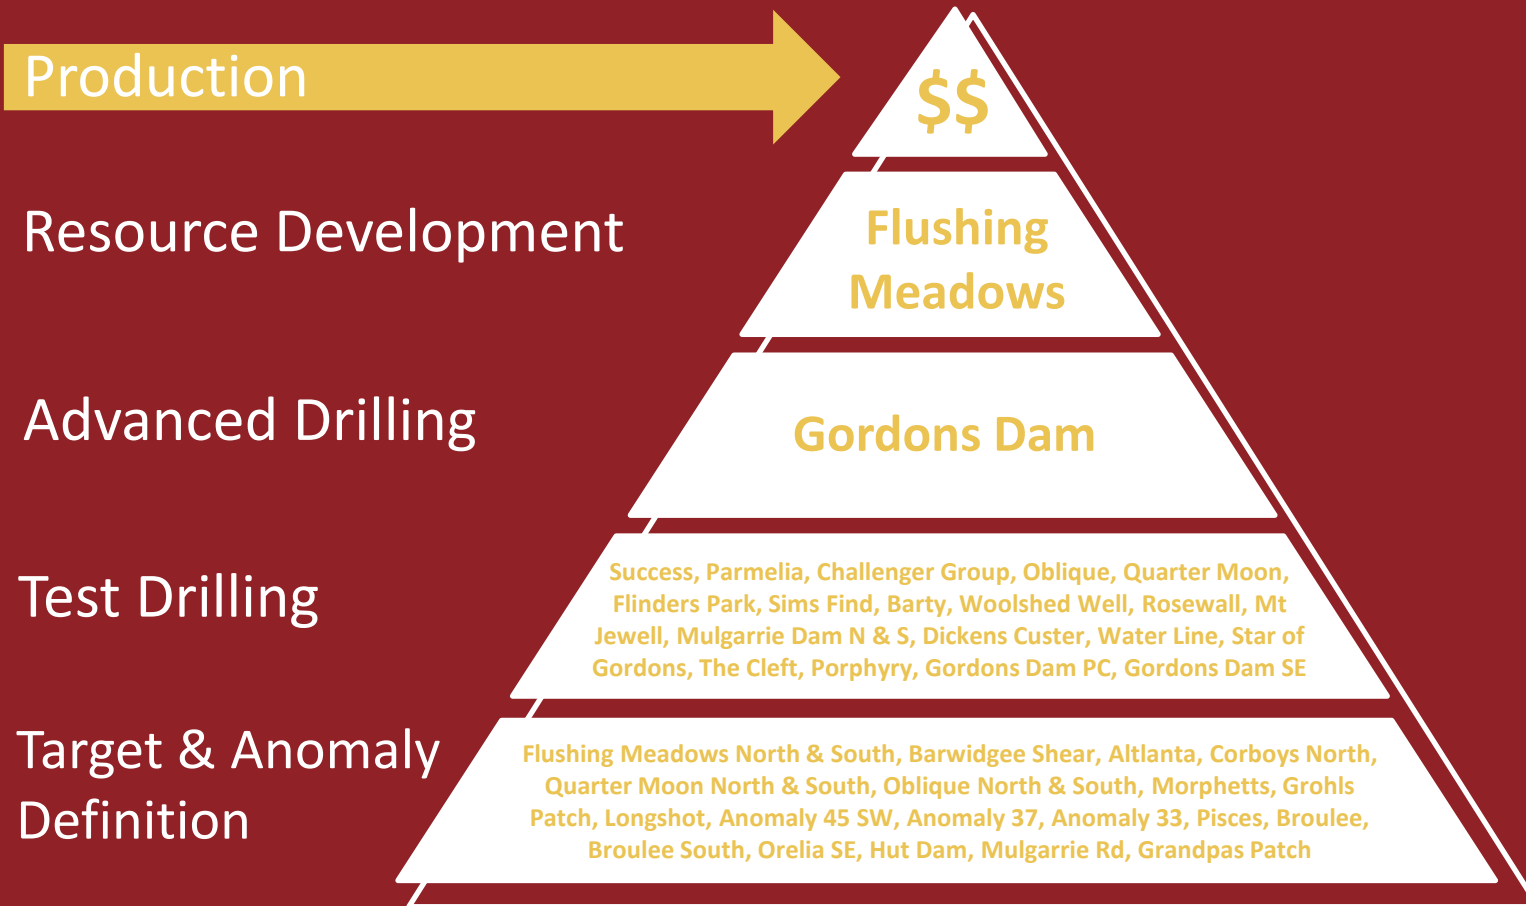 Production
$$
Resource Development
Flushing
Meadows
Advanced Drilling
Gordons Dam
Test Drilling
Success, Parmelia, Challenger Group, Oblique, Quarter Moon,
Flinders Park, Sims Find, Barty, Woolshed Well, Rosewall, Mt
Jewell, Mulgarrie Dam N & S, Dickens Custer, Water Line, Star of
Gordons, The Cleft, Porphyry, Gordons Dam PC, Gordons Dam SE
Target & Anomaly
Definition
Flushing Meadows North & South, Barwidgee Shear, Altlanta, Corboys North,
Quarter Moon North & South, Oblique North & South, Morphetts, Grohls
Patch, Longshot, Anomaly 45 SW, Anomaly 37, Anomaly 33, Pisces, Broulee,
Broulee South, Orelia SE, Hut Dam, Mulgarrie Rd, Grandpas Patch